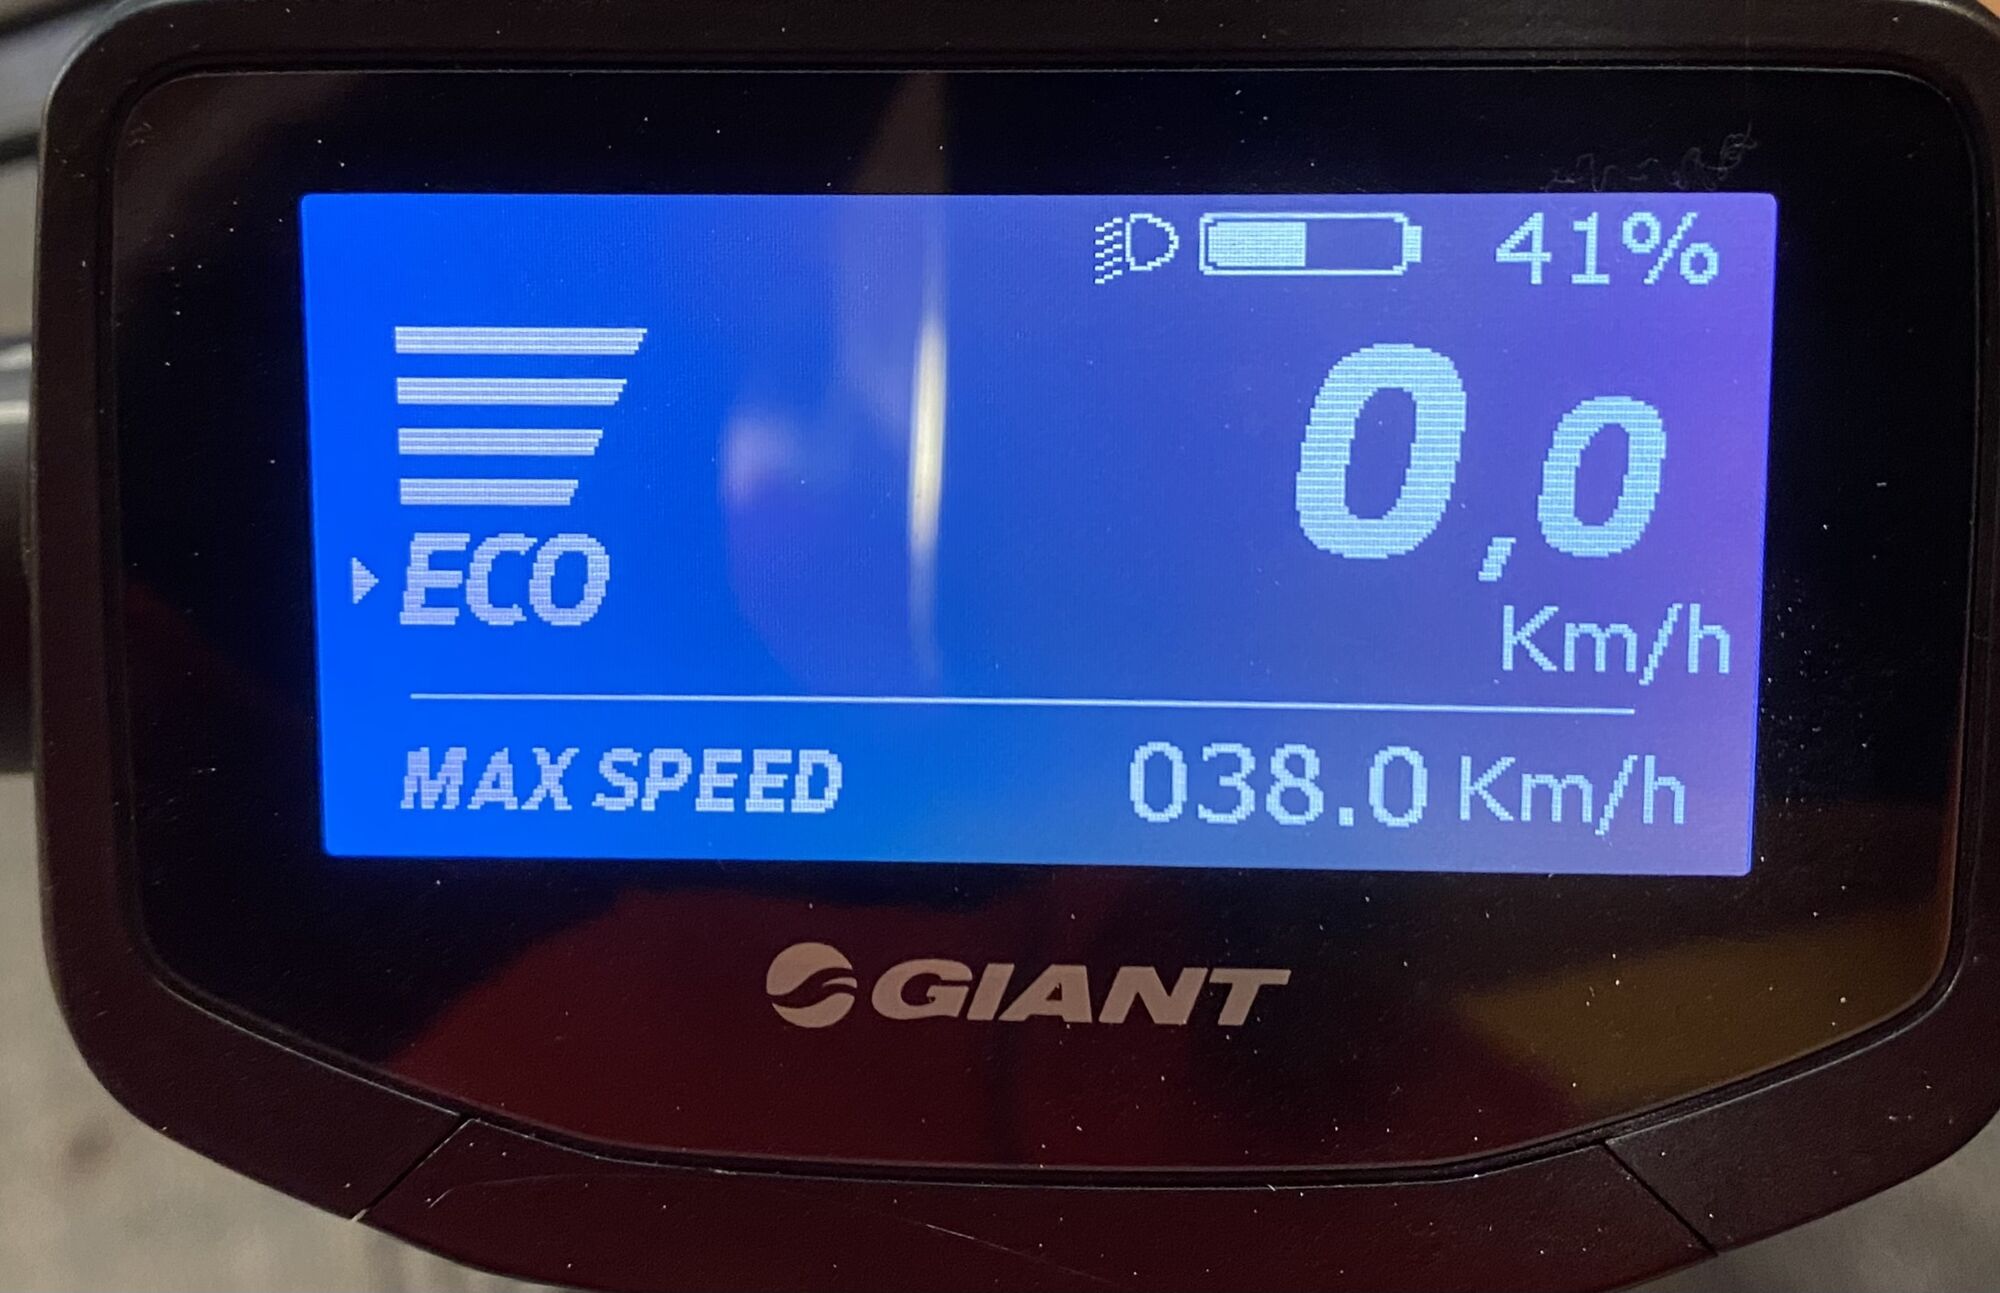 41%
0,0
Km/h
ECO
MAX SPEED 038.0 Km/h
GIANT